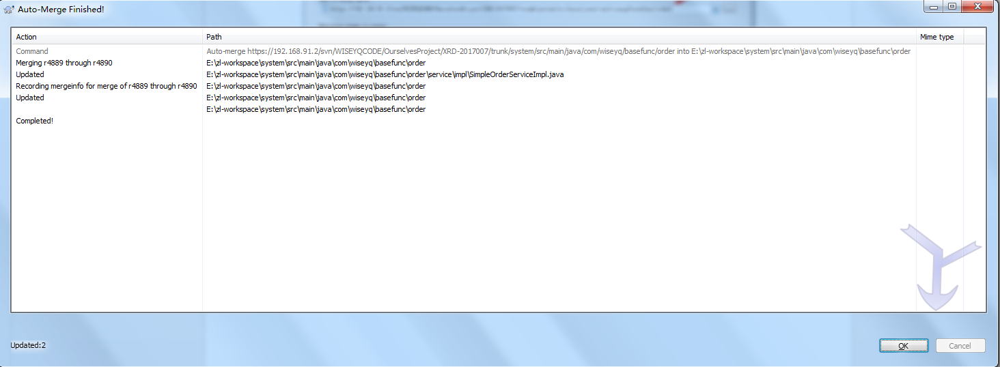 Auto-Merge Finished!
Action Path Mime type
Command Auto-merge https://192.168.91.2/svn/WISEYQCODE/OurselvesProject/XRD-2017007/trunk/system/src/main/java/com/wiseyq/basefunc/order into E:\zl-workspace\system\src\main\java\com\wiseyq\basefunc\order
Merging r4889 through r4890 E:\zl-workspace\system\src\main\java\com\wiseyq\basefunc\order
Updated E:\zl-workspace\system\src\main\java\com\wiseyq\basefunc\order\service\impl\SimpleOrderServiceImpl.java
Recording mergeinfo for merge of r4889 through r4890 E:\zl-workspace\system\src\main\java\com\wiseyq\basefunc\order
Updated E:\zl-workspace\system\src\main\java\com\wiseyq\basefunc\order
E:\zl-workspace\system\src\main\java\com\wiseyq\basefunc\order
Completed!
Updated:2
OK Cancel